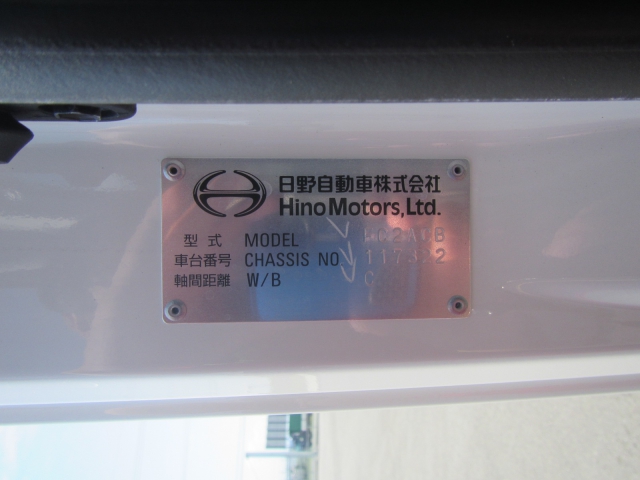 日野自動車株式会社
Hino Motors, Ltd.
型式 MODEL
車台番号 CHASSIS NO 117322
軸間距離 W/B C